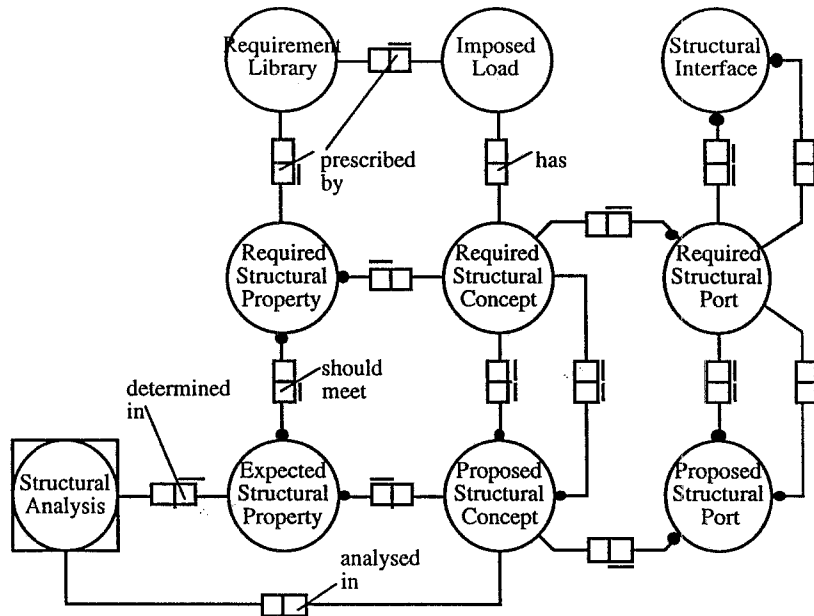 Requirement
Library
Imposed
Load
Structural
Interface
prescribed
by
has
Required
Structural
Property
Required
Structural
Concept
Required
Structural
Port
should
meet
determined
in
Structural
Analysis
Expected
Structural
Property
Proposed
Structural
Concept
Proposed
Structural
Port
analysed
in